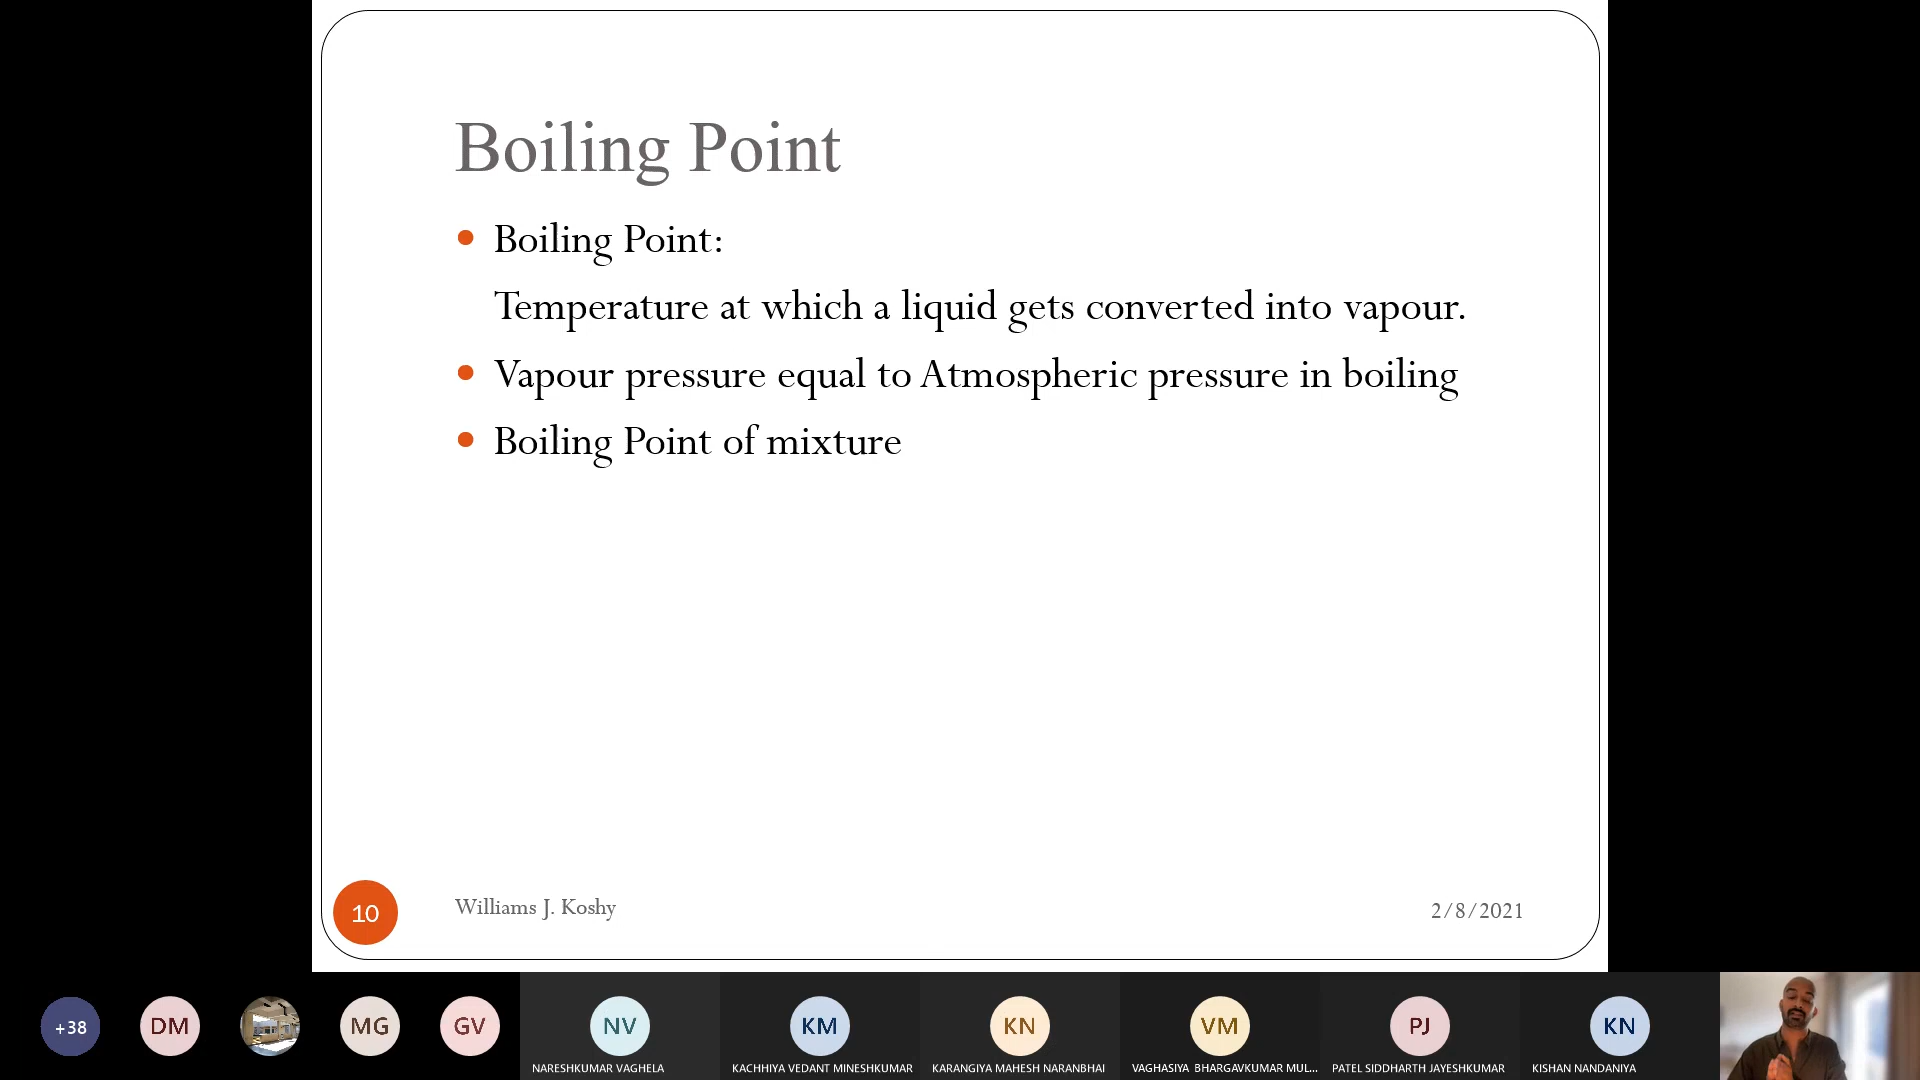 Boiling Point
Boiling Point:
Temperature at which a liquid gets converted into vapour.
Vapour pressure equal to Atmospheric pressure in boiling
Boiling Point of mixture
10
Williams J. Koshy
2/8/2021
+38
DM
MG
GV
NV
KM
KN
VM
PJ
KN
NARESHKUMAR VAGHELA
KACHHIYA VEDANT MINESHKUMAR
KARANGIYA MAHESH NARANBHAI
VAGHASIYA BHARGAVKUMAR MUL...
PATEL SIDDHARTH JAYESHKUMAR
KISHAN NANDANIYA